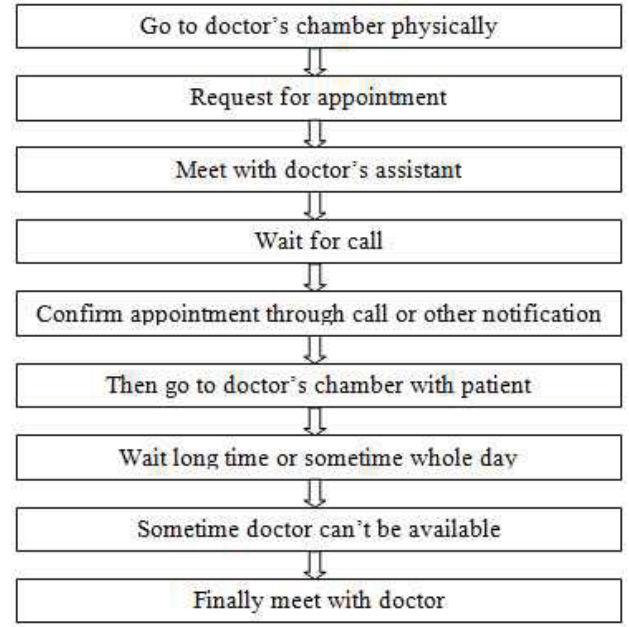 Go to doctor's chamber physically
Request for appointment
Meet with doctor's assistant
Wait for call
Confirm appointment through call or other notification
Then go to doctor's chamber with patient
Wait long time or sometime whole day
Sometime doctor can't be available
Finally meet with doctor